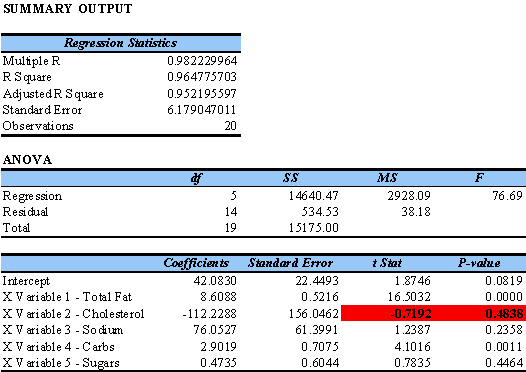 SUMMARY OUTPUT
Regression Statistics
Multiple R 0.982229964
R Square 0.964775703
Adjusted R Square 0.952195597
Standard Error 6.179047011
Observations 20
ANOVA
df SS MS F
Regression 5 14640.47 2928.09 76.69
Residual 14 534.53 38.18
Total 19 15175.00
Coefficients Standard Error t Stat P-value
Intercept 42.0830 22.4493 1.8746 0.0819
X Variable 1 - Total Fat 8.6088 0.5216 16.5032 0.0000
X Variable 2 - Cholesterol -112.2288 156.0462 -0.7192 0.4838
X Variable 3 - Sodium 76.0527 61.3991 1.2387 0.2358
X Variable 4 - Carbs 2.9019 0.7075 4.1016 0.0011
X Variable 5 - Sugars 0.4735 0.6044 0.7835 0.4464